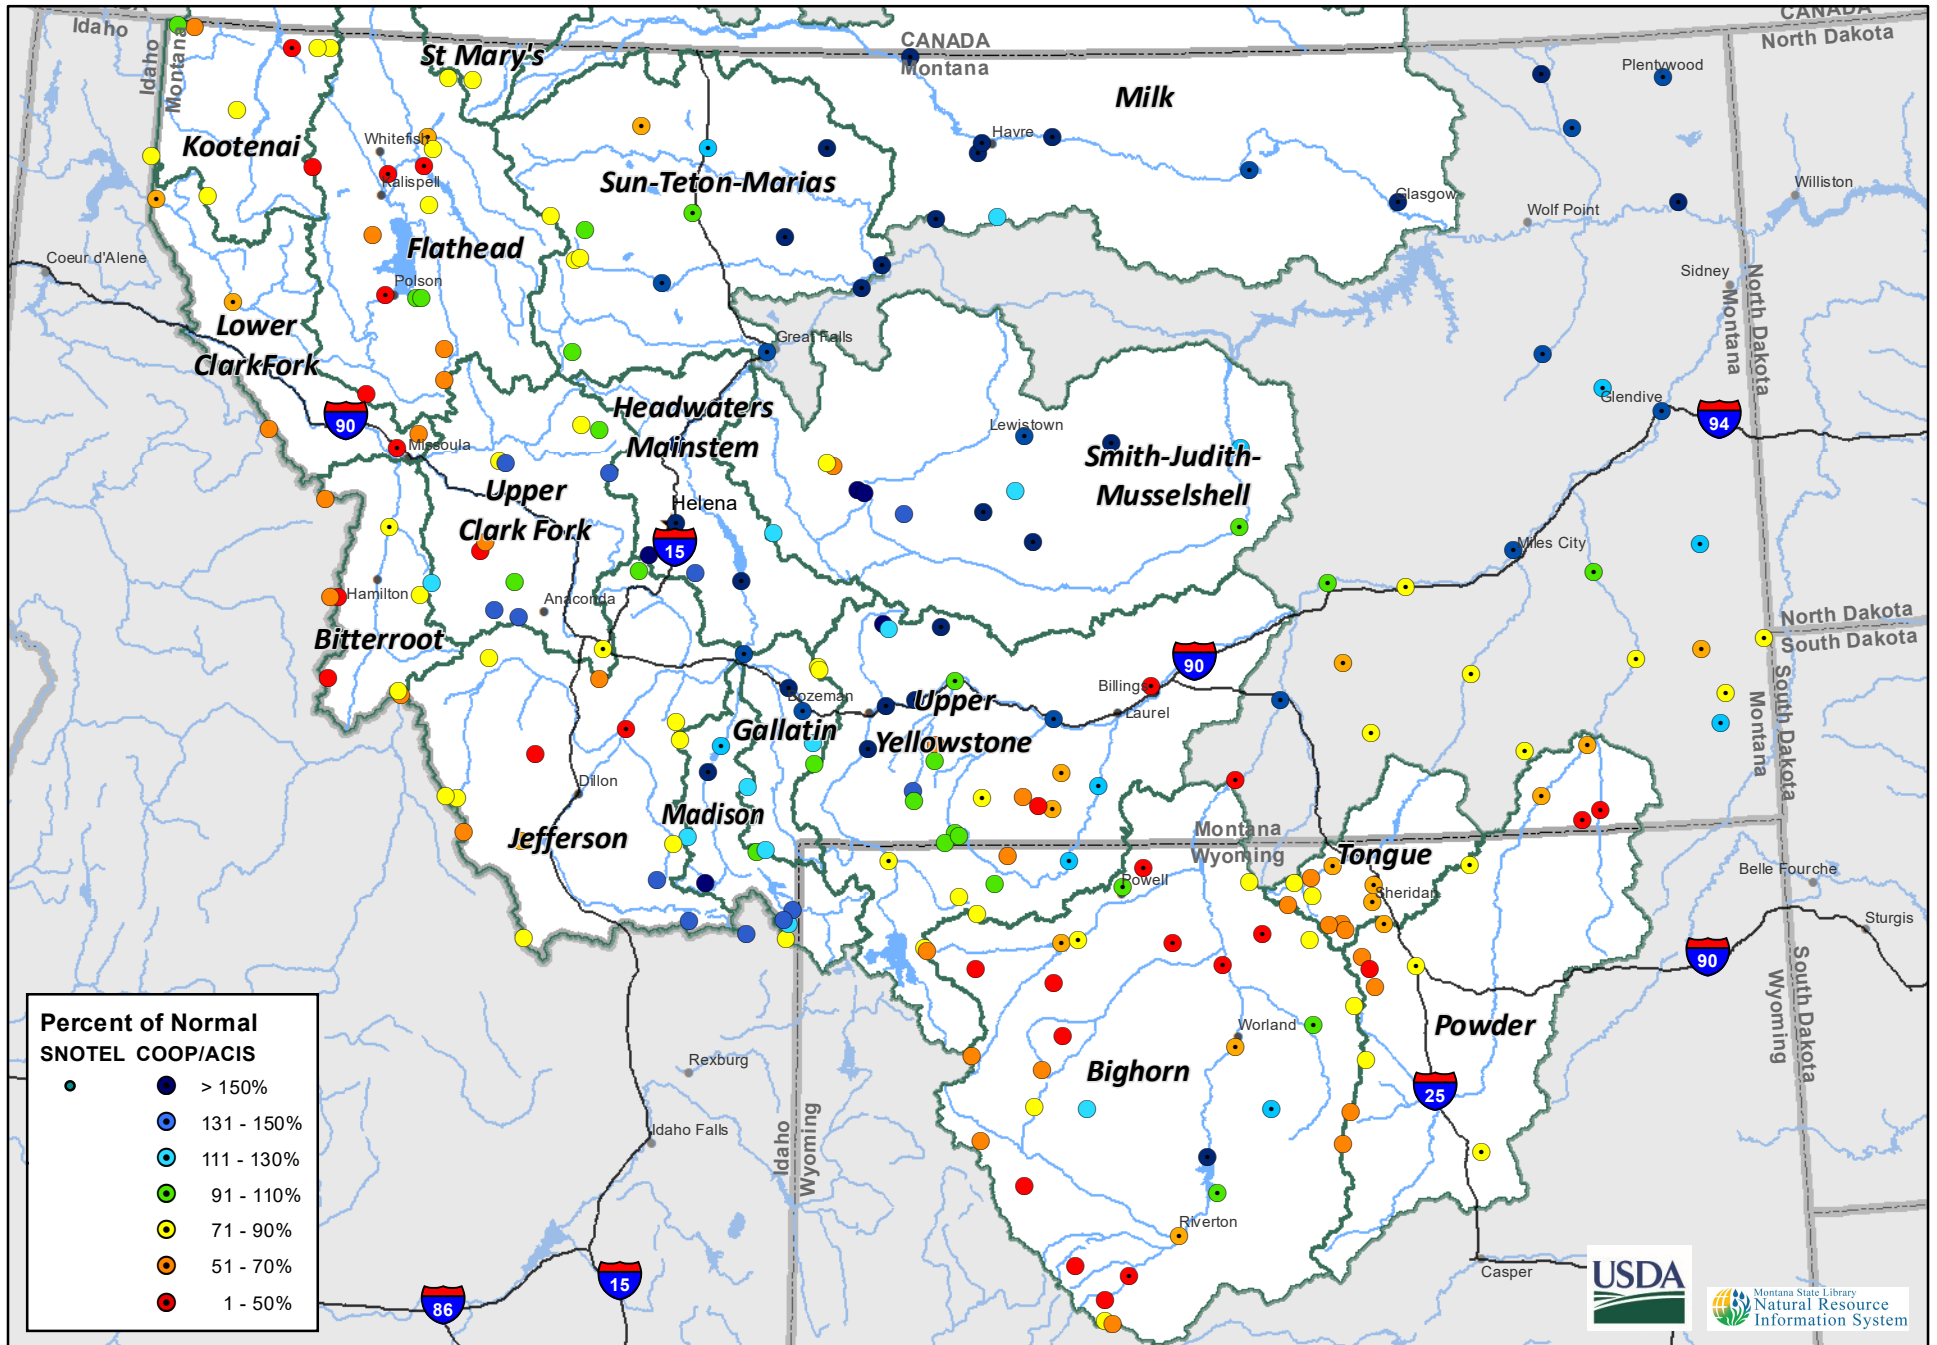 CANADA
Idaho
Idaho
Montana
St Mary's
CANADA
Montana
CANADA
North Dakota
Plentywood
Milk
Kootenai
Whitefish
Kalispell
Havre
Sun-Teton-Marias
Glasgow
Williston
Wolf Point
Flathead
Coeur d'Alene
Polson
Sidney
North Dakota
Montana
Lower
ClarkFork
Great Falls
90
Headwaters
Mainstem
Lewistown
Glendive
94
Missoula
Smith-Judith-
Musselshell
Upper
Clark Fork
Helena
15
Miles City
Hamilton
Anaconda
Bitterroot
North Dakota
South Dakota
90
Billings
Laurel
Bozeman
Upper
Yellowstone
Gallatin
South Dakota
Montana
Dillon
Madison
Jefferson
Montana
Wyoming
Tongue
Powell
Sheridan
Belle Fourche
Sturgis
90
South Dakota
Wyoming
Worland
Powder
Bighorn
25
Rexburg
Idaho Falls
Idaho
Wyoming
Riverton
Casper
15
86
Percent of Normal
SNOTEL COOP/ACIS
> 150%
131 - 150%
111 - 130%
91 - 110%
71 - 90%
51 - 70%
1 - 50%
USDA
Montana State Library
Natural Resource
Information System